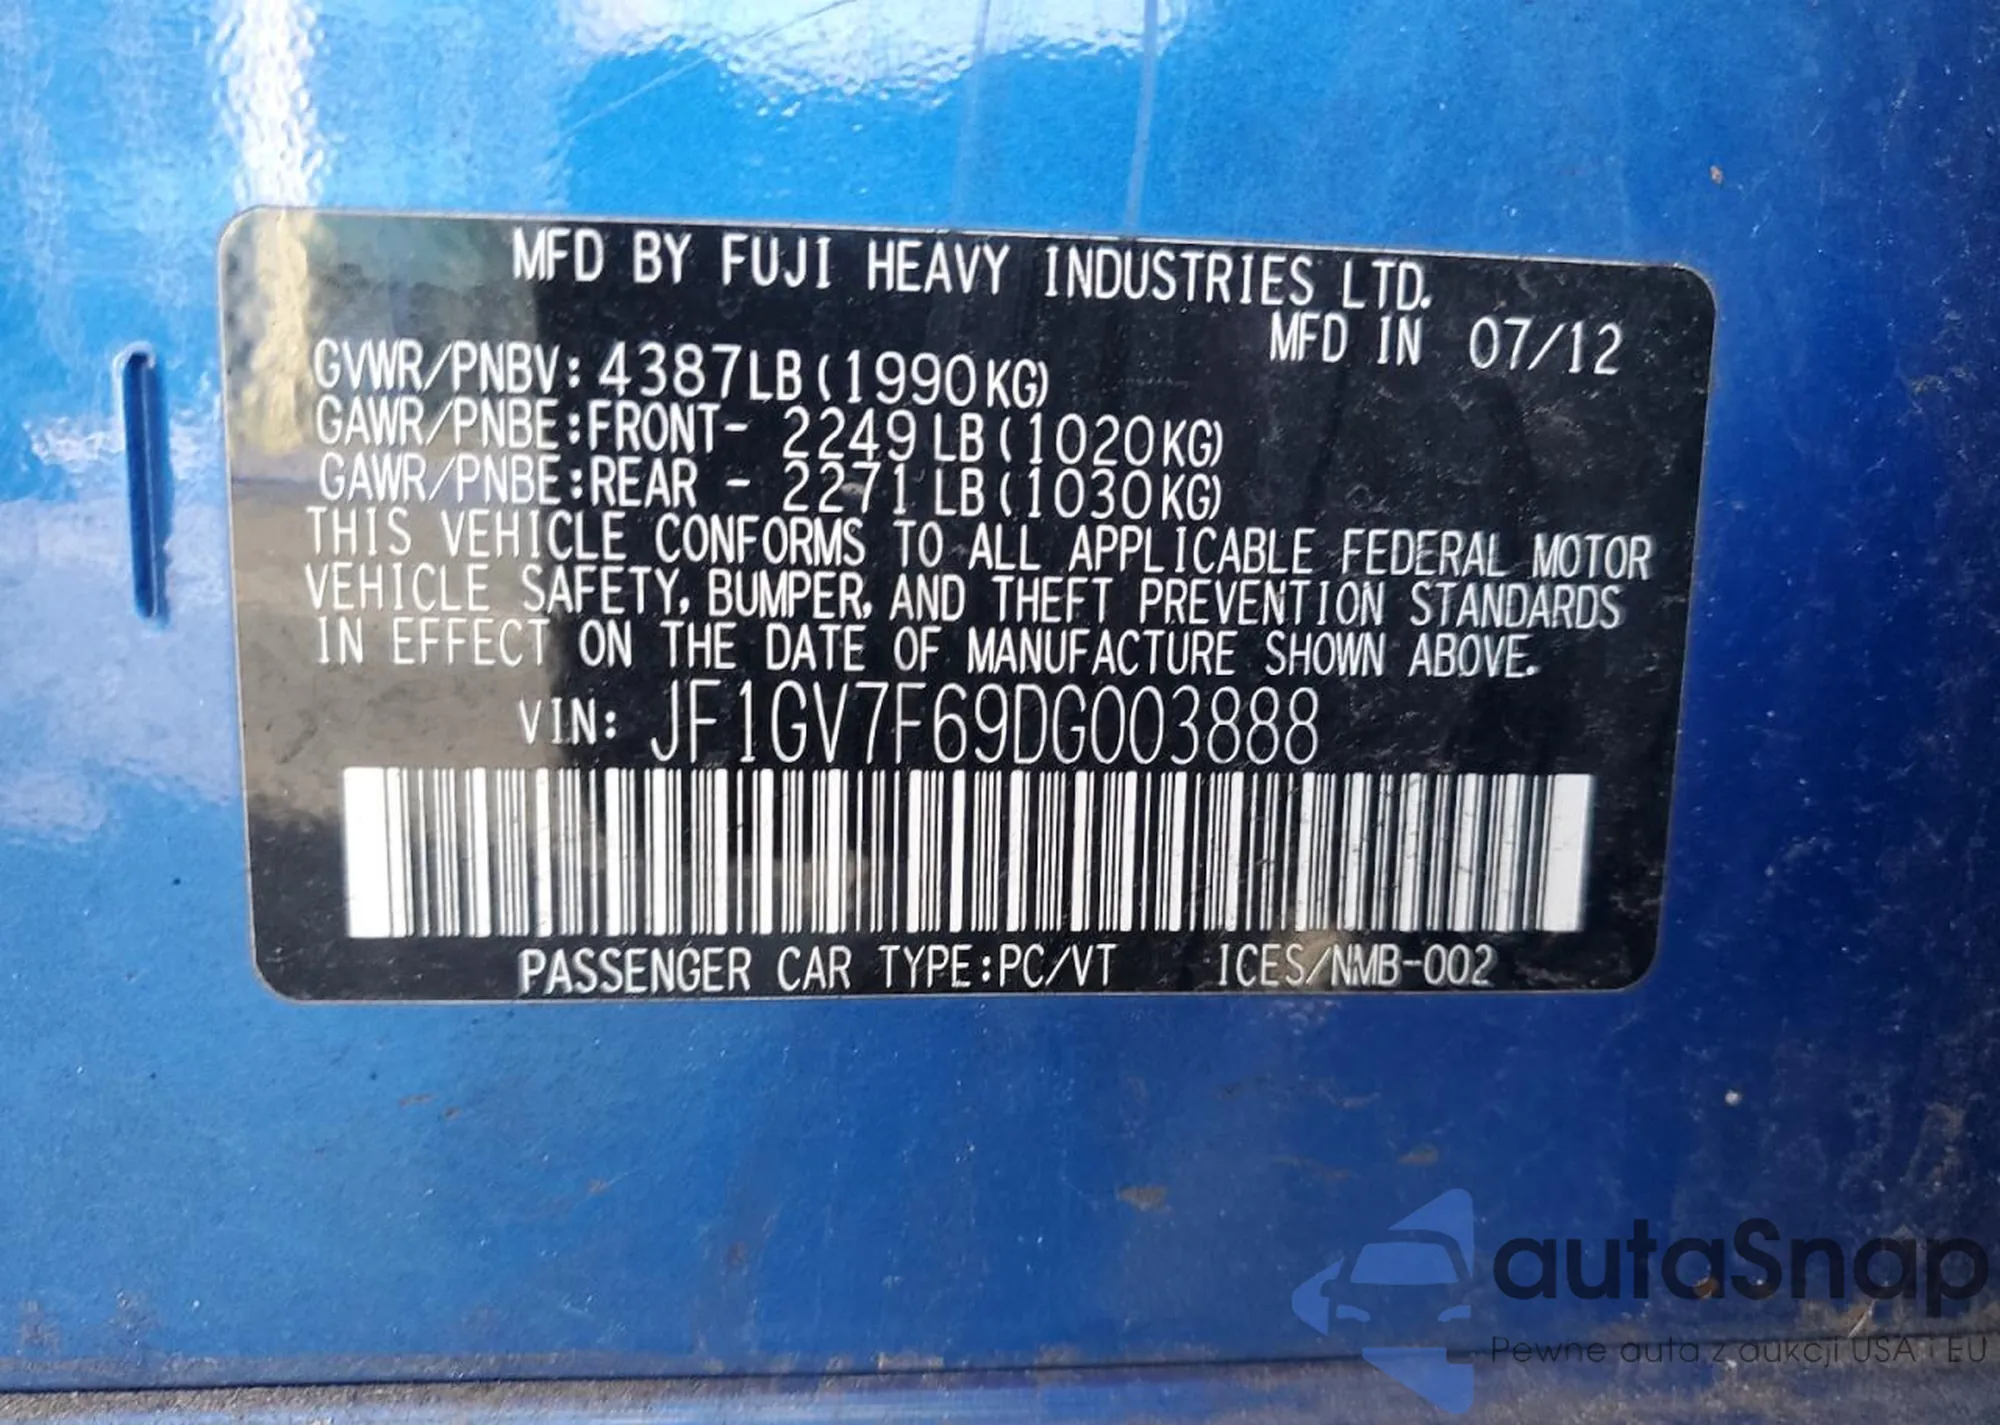 MFD BY FUJI HEAVY INDUSTRIES LTD.
MFD IN 07/12
GVWR/PNBV: 4387LB(1990KG)
GAWR/PNBE:FRONT- 2249LB(1020KG)
GAWR/PNBE:REAR - 2271LB(1030KG)
THIS VEHICLE CONFORMS TO ALL APPLICABLE FEDERAL MOTOR
VEHICLE SAFETY, BUMPER, AND THEFT PREVENTION STANDARDS
IN EFFECT ON THE DATE OF MANUFACTURE SHOWN ABOVE.
VIN: JF1GV7F69DG003888
PASSENGER CAR TYPE:PC/VT ICES/NMB-002
autaSnap
Pewne auta z aukcji USA i EU